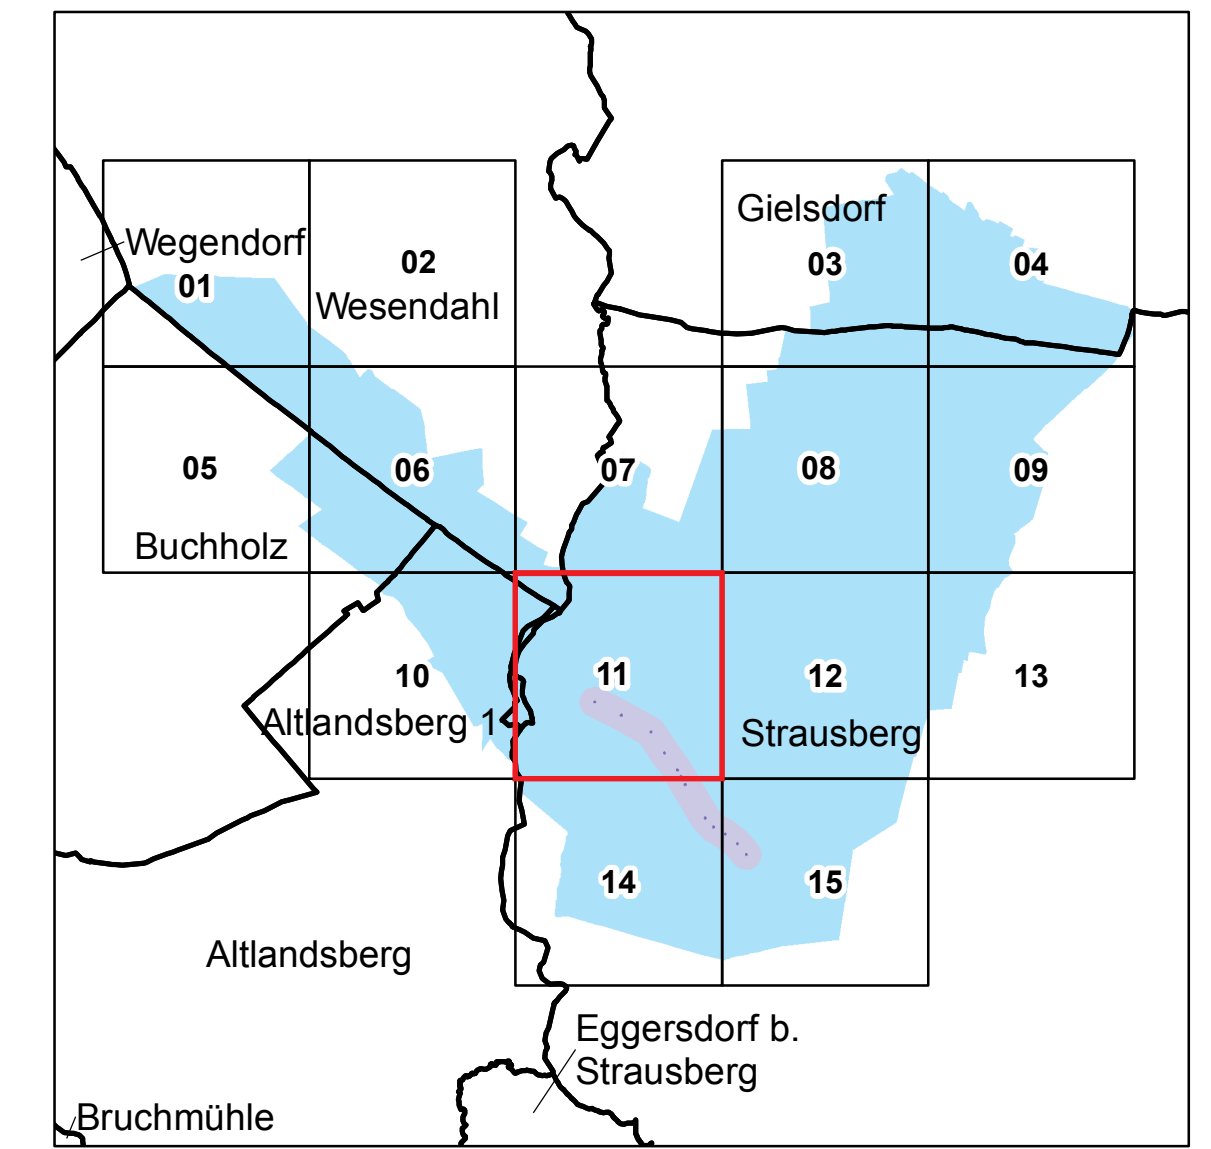 Gielsdorf
Wegendorf
01
02
03
04
Wesendahl
05
06
07
08
09
Buchholz
10
11
12
13
Altlandsberg 1
Strausberg
14
15
Altlandsberg
Eggersdorf b.
Strausberg
Bruchmühle